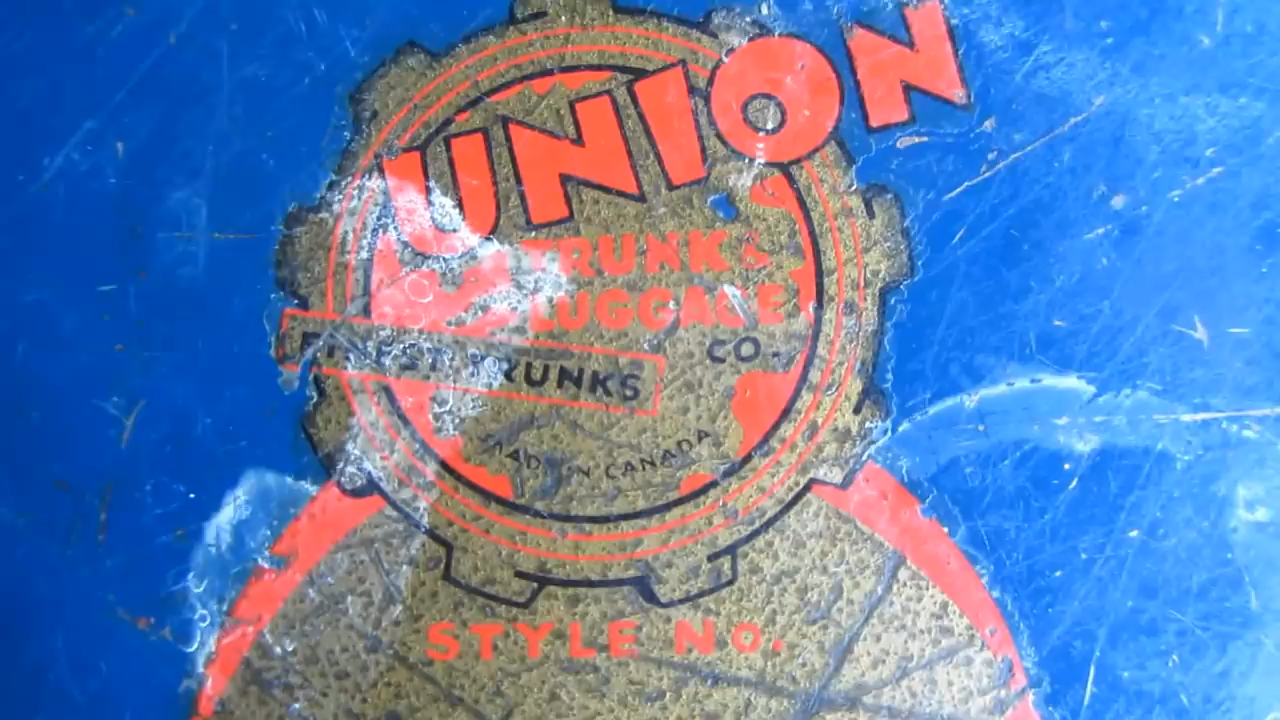 UNION
TRUNK &
LUGGAGE
CO.
FINEST TRUNKS
MADE IN CANADA
STYLE No.